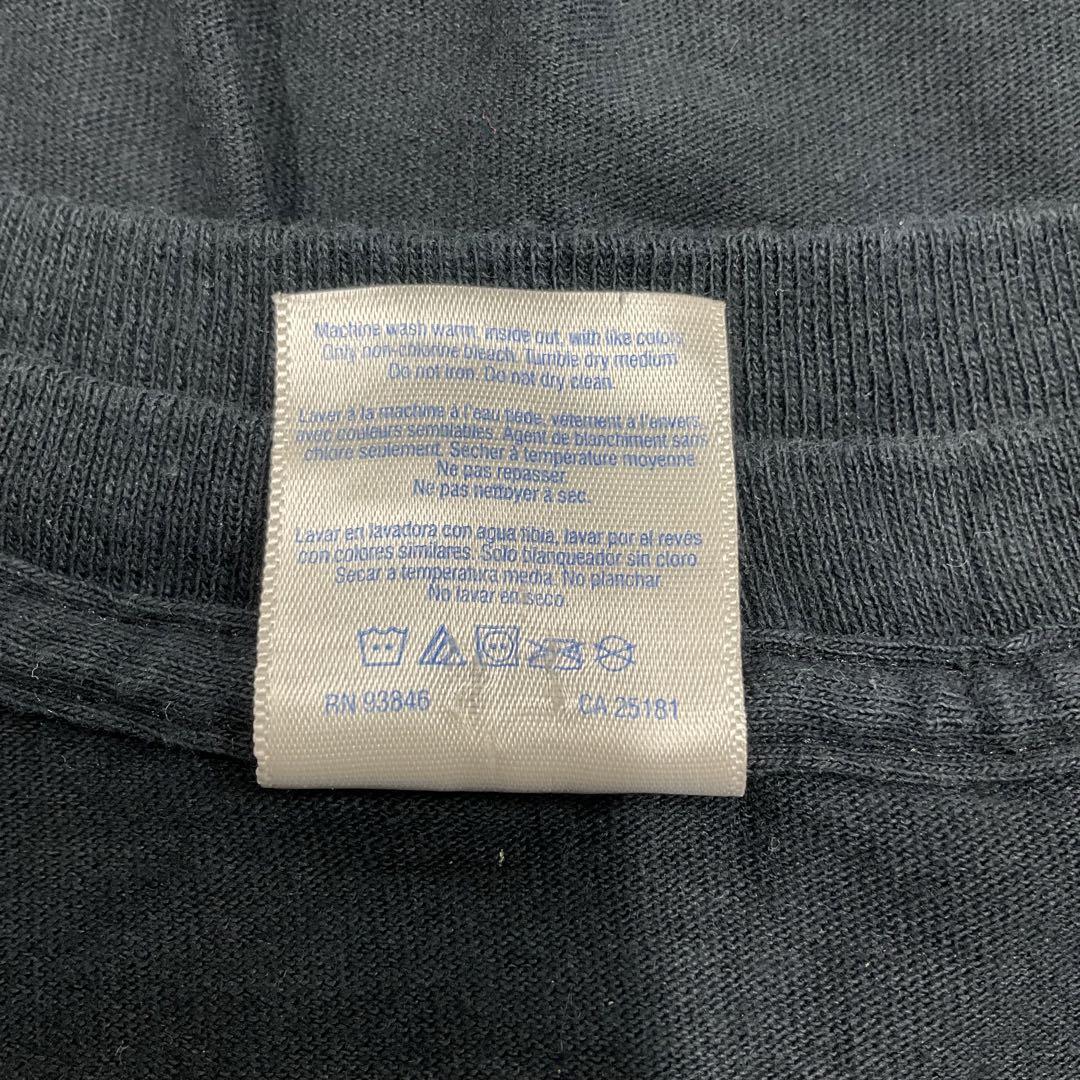 Machine wash warm, inside out, with like colors.
Only non-chlorine bleach. Tumble dry medium.
Do not iron. Do not dry clean.
Laver à la machine à l'eau tiède, vêtement à l'envers,
avec couleurs semblables. Agent de blanchiment sans
chlore seulement. Sécher à température moyenne.
Ne pas repasser.
Ne pas nettoyer à sec.
Lavar en lavadora con agua tibia, lavar por el revés
con colores similares. Solo blanqueador sin cloro.
Secar a temperatura media. No planchar.
No lavar en seco.
RN 93846 CA 25181